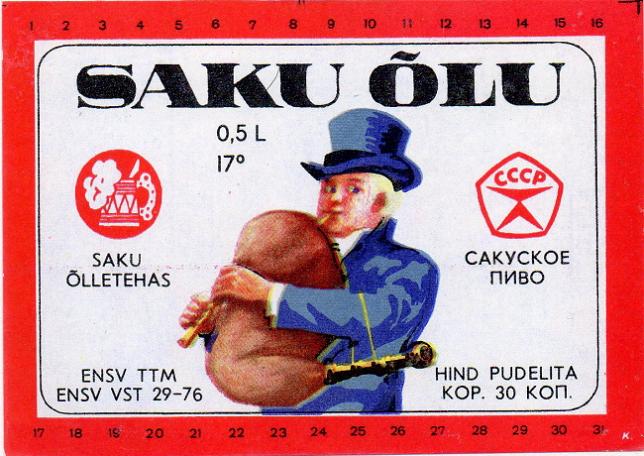 1 2 3 4 5 6 7 8 9 10 11 12 13 14 15 16
SAKU ÕLU
0,5 L
17°
СССР
SAKU
ÕLLETEHAS
САКУСКОЕ
ПИВО
ENSV TTM
ENSV VST 29-76
HIND PUDELITA
КОР. 30 КОП.
17 18 19 20 21 22 23 24 25 26 27 28 29 30 31 K